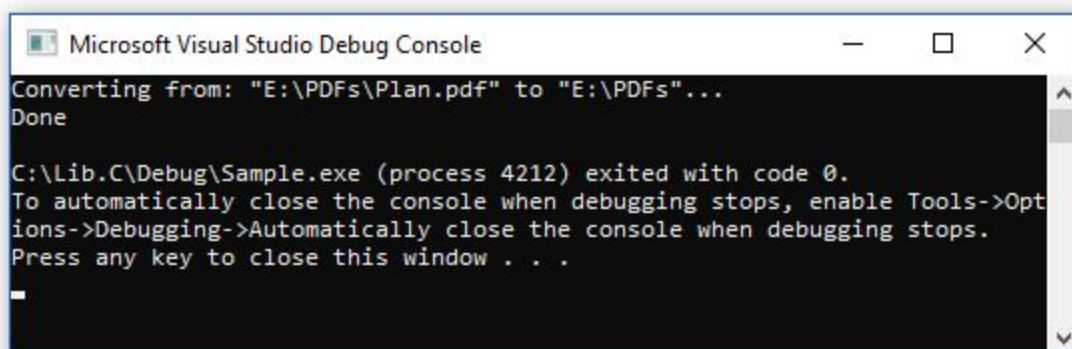 Microsoft Visual Studio Debug Console
Converting from: "E:\PDFs\Plan.pdf" to "E:\PDFs"...
Done
C:\Lib.C\Debug\Sample.exe (process 4212) exited with code 0.
To automatically close the console when debugging stops, enable Tools->Opt
ions->Debugging->Automatically close the console when debugging stops.
Press any key to close this window . . .